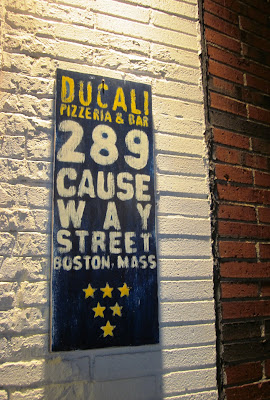 DUCALI
PIZZERIA & BAR
289
CAUSE
WAY
STREET
BOSTON, MASS